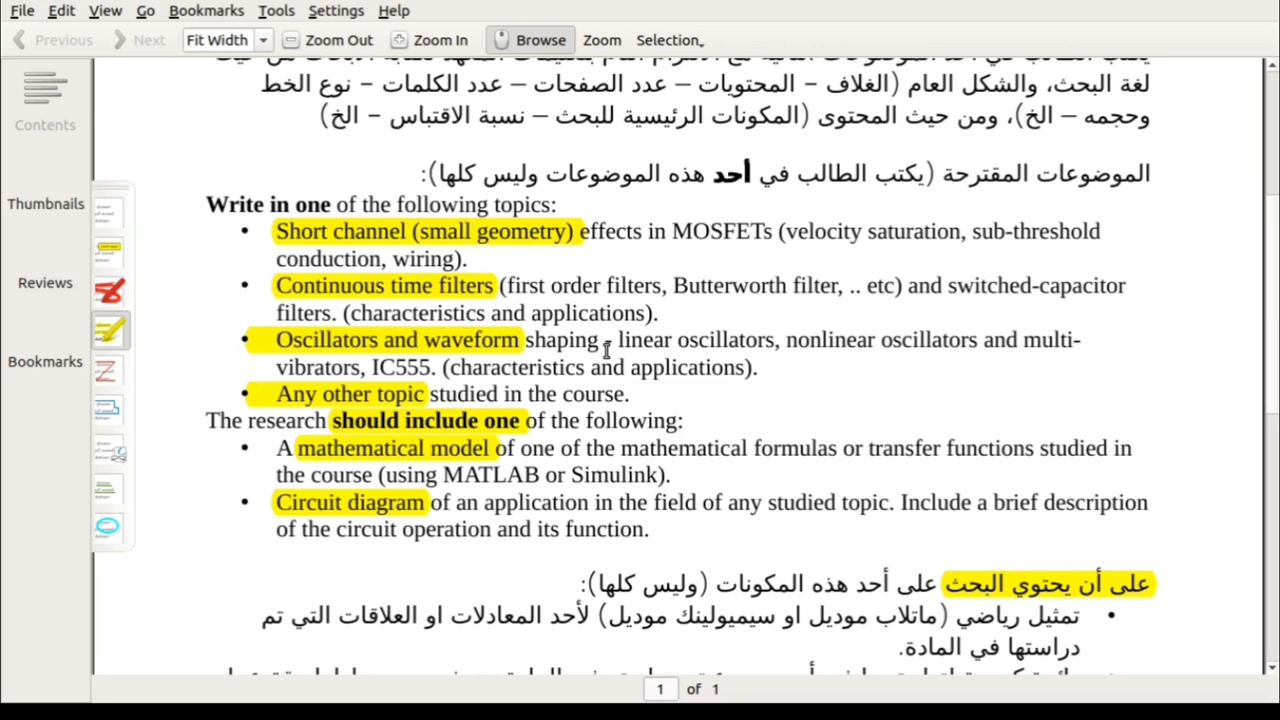 File Edit View Go Bookmarks Tools Settings Help
Previous Next Fit Width Zoom Out Zoom In Browse Zoom Selection
Contents
Thumbnails
Reviews
Bookmarks
لغة البحث، والشكل العام (الغلاف – المحتويات – عدد الصفحات – عدد الكلمات – نوع الخط
وحجمه – الخ)، ومن حيث المحتوى (المكونات الرئيسية للبحث – نسبة الاقتباس – الخ)
الموضوعات المقترحة (يكتب الطالب في أحد هذه الموضوعات وليس كلها):
Write in one of the following topics:
• Short channel (small geometry) effects in MOSFETs (velocity saturation, sub-threshold
conduction, wiring).
• Continuous time filters (first order filters, Butterworth filter, .. etc) and switched-capacitor
filters. (characteristics and applications).
• Oscillators and waveform shaping - linear oscillators, nonlinear oscillators and multi-
vibrators, IC555. (characteristics and applications).
• Any other topic studied in the course.
The research should include one of the following:
• A mathematical model of one of the mathematical formulas or transfer functions studied in
the course (using MATLAB or Simulink).
• Circuit diagram of an application in the field of any studied topic. Include a brief description
of the circuit operation and its function.
على أن يحتوي البحث على أحد هذه المكونات (وليس كلها):
• تمثيل رياضي (ماتلاب موديل او سيميولينك موديل) لأحد المعادلات او العلاقات التي تم
دراستها في المادة.
1 of 1